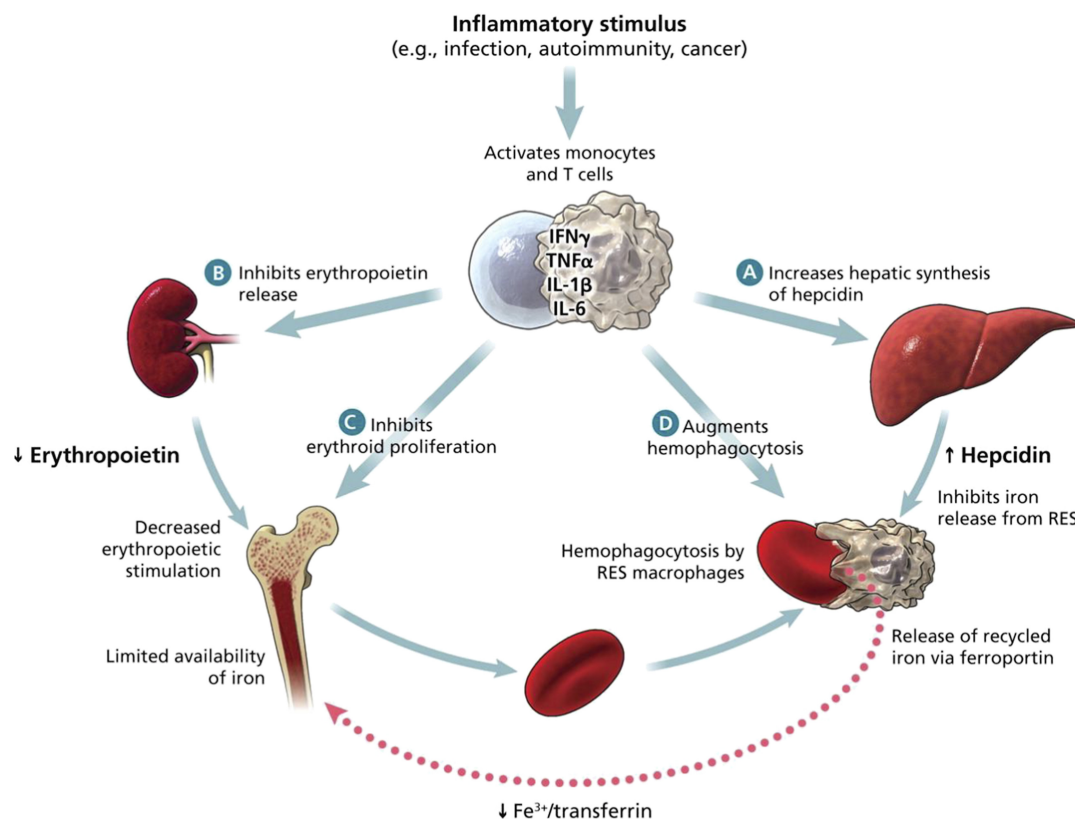 Inflammatory stimulus
(e.g., infection, autoimmunity, cancer)
Activates monocytes
and T cells
IFNγ
TNFα
IL-1β
IL-6
B Inhibits erythropoietin
release
A Increases hepatic synthesis
of hepcidin
C Inhibits
erythroid proliferation
D Augments
hemophagocytosis
↓ Erythropoietin
↑ Hepcidin
Inhibits iron
release from RES
Decreased
erythropoietic
stimulation
Hemophagocytosis by
RES macrophages
Limited availability
of iron
Release of recycled
iron via ferroportin
↓ Fe³⁺/transferrin